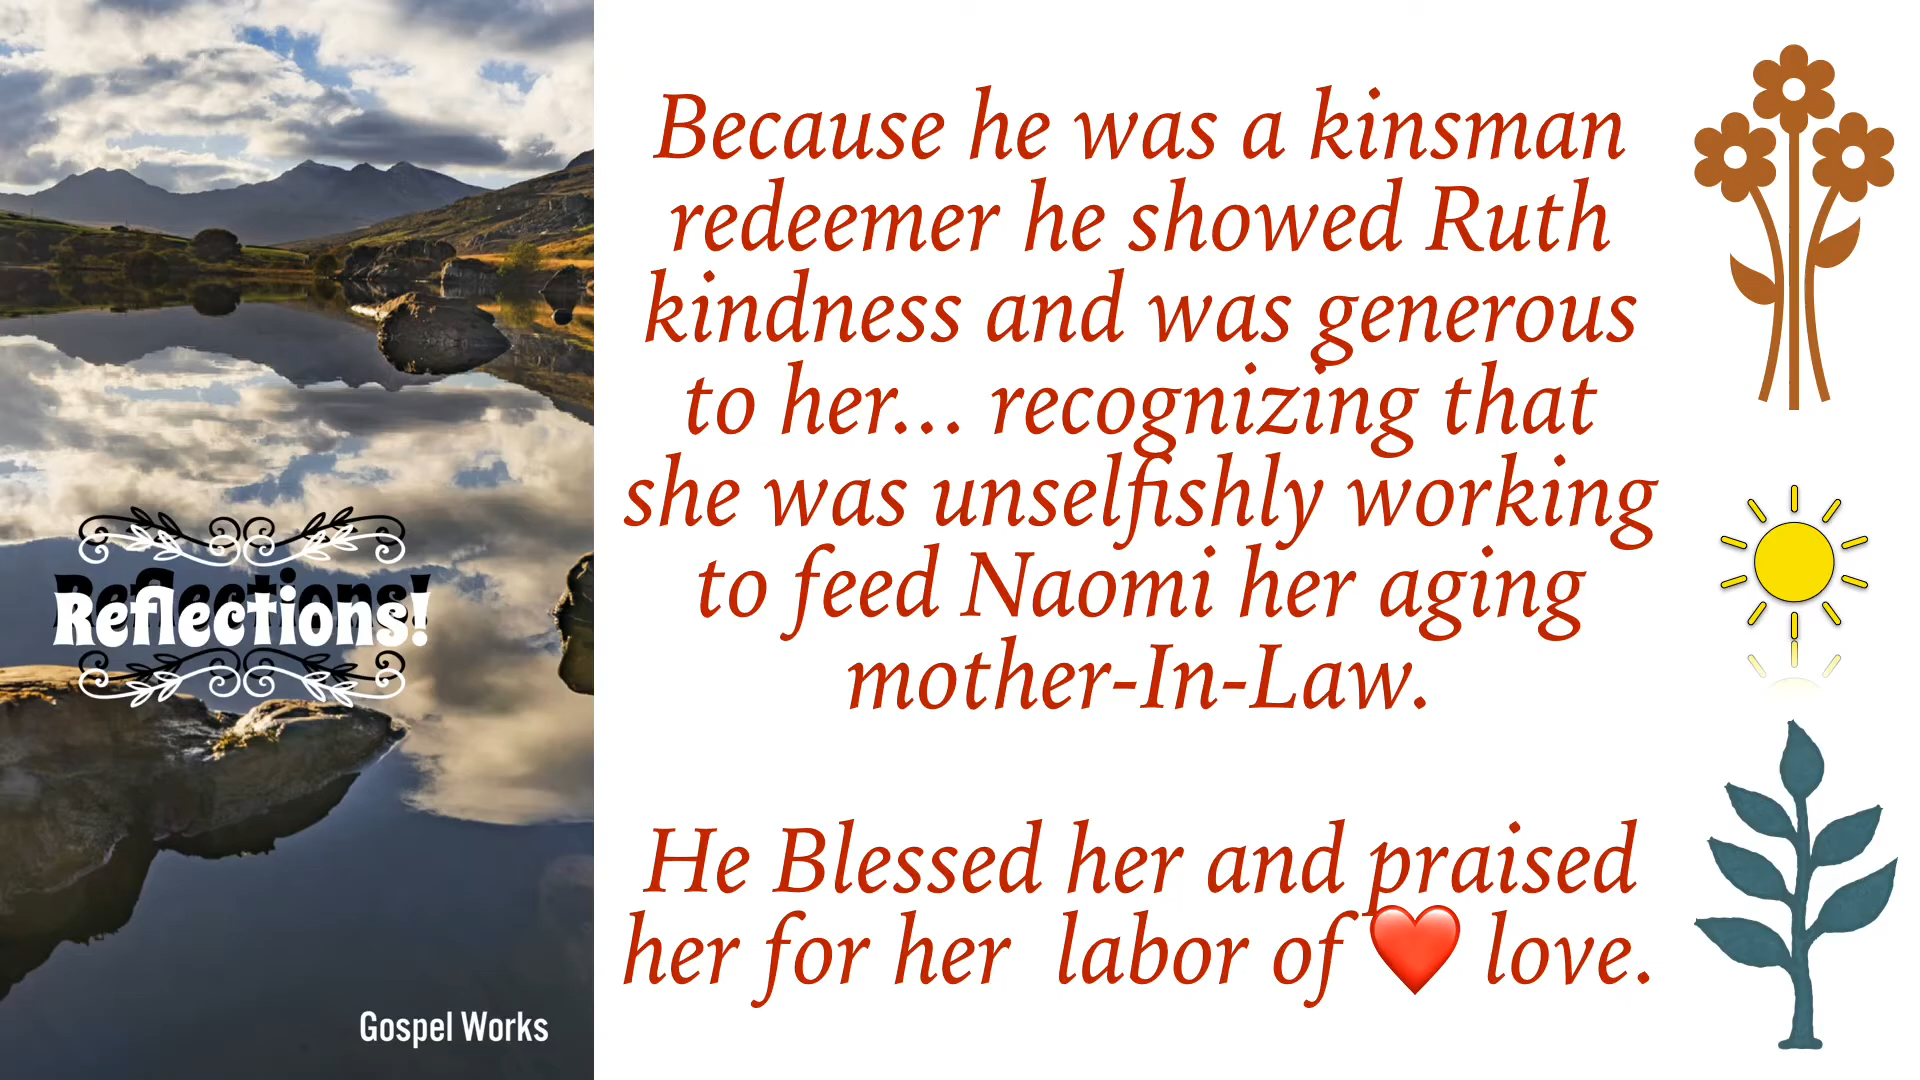 Reflections!
Gospel Works
Because he was a kinsman
redeemer he showed Ruth
kindness and was generous
to her... recognizing that
she was unselfishly working
to feed Naomi her aging
mother-In-Law.
He Blessed her and praised
her for her labor of ❤️ love.